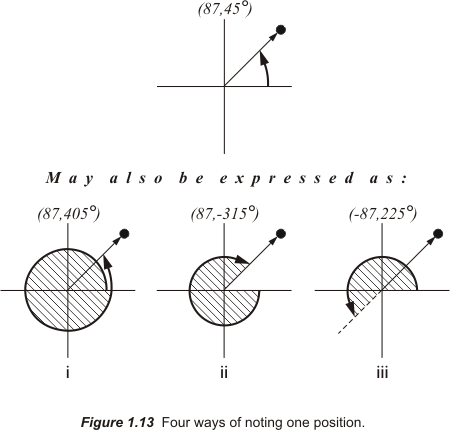 (87,45°)
May also be expressed as:
(87,405°) (87,-315°) (-87,225°)
i ii iii
Figure 1.13 Four ways of noting one position.